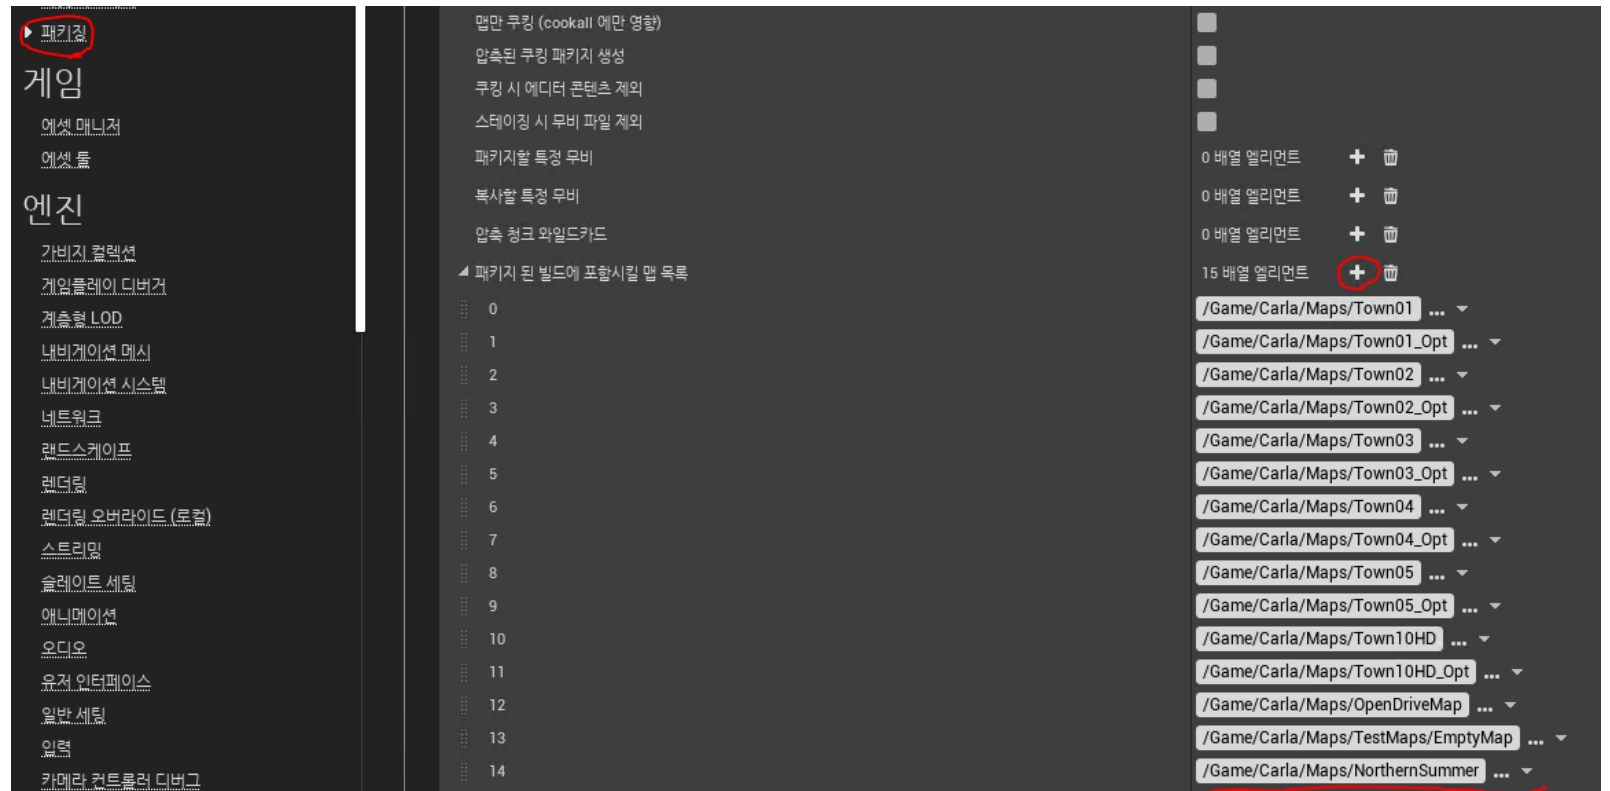 패키징
게임
에셋 매니저
에셋 툴
엔진
가비지 컬렉션
게임플레이 디버거
계층형 LOD
내비게이션 메시
내비게이션 시스템
네트워크
랜드스케이프
렌더링
렌더링 오버라이드 (로컬)
스트리밍
슬레이트 세팅
애니메이션
오디오
유저 인터페이스
일반 세팅
입력
카메라 컨트롤러 디버그
맵만 쿠킹 (cookall 에만 영향)
압축된 쿠킹 패키지 생성
쿠킹 시 에디터 콘텐츠 제외
스테이징 시 무비 파일 제외
패키지할 특정 무비 0 배열 엘리먼트
복사할 특정 무비 0 배열 엘리먼트
압축 청크 와일드카드 0 배열 엘리먼트
패키지 된 빌드에 포함시킬 맵 목록 15 배열 엘리먼트
0 /Game/Carla/Maps/Town01 ...
1 /Game/Carla/Maps/Town01_Opt ...
2 /Game/Carla/Maps/Town02 ...
3 /Game/Carla/Maps/Town02_Opt ...
4 /Game/Carla/Maps/Town03 ...
5 /Game/Carla/Maps/Town03_Opt ...
6 /Game/Carla/Maps/Town04 ...
7 /Game/Carla/Maps/Town04_Opt ...
8 /Game/Carla/Maps/Town05 ...
9 /Game/Carla/Maps/Town05_Opt ...
10 /Game/Carla/Maps/Town10HD ...
11 /Game/Carla/Maps/Town10HD_Opt ...
12 /Game/Carla/Maps/OpenDriveMap ...
13 /Game/Carla/Maps/TestMaps/EmptyMap ...
14 /Game/Carla/Maps/NorthernSummer ...